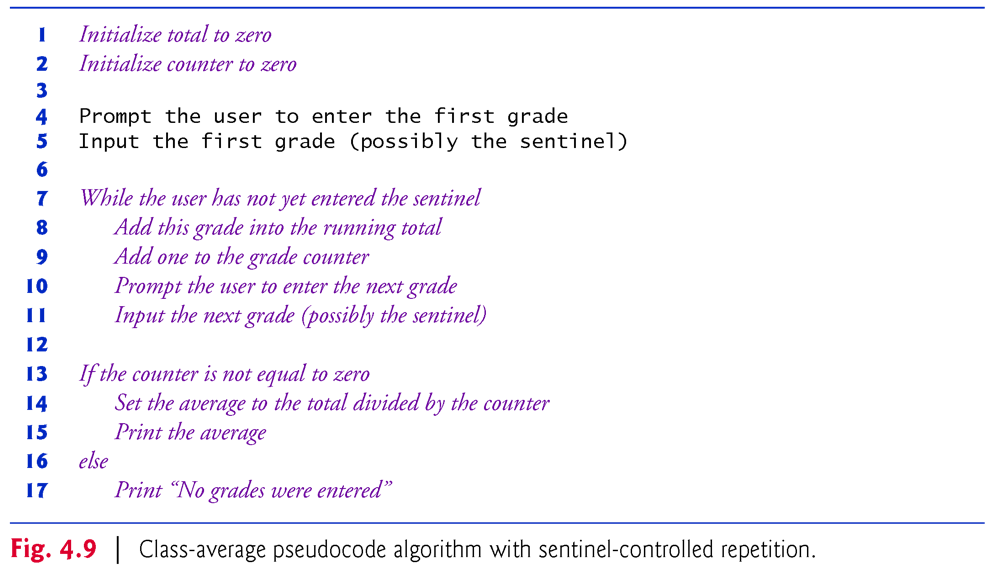 1 Initialize total to zero
2 Initialize counter to zero
3
4 Prompt the user to enter the first grade
5 Input the first grade (possibly the sentinel)
6
7 While the user has not yet entered the sentinel
8 Add this grade into the running total
9 Add one to the grade counter
10 Prompt the user to enter the next grade
11 Input the next grade (possibly the sentinel)
12
13 If the counter is not equal to zero
14 Set the average to the total divided by the counter
15 Print the average
16 else
17 Print “No grades were entered”
Fig. 4.9 | Class-average pseudocode algorithm with sentinel-controlled repetition.